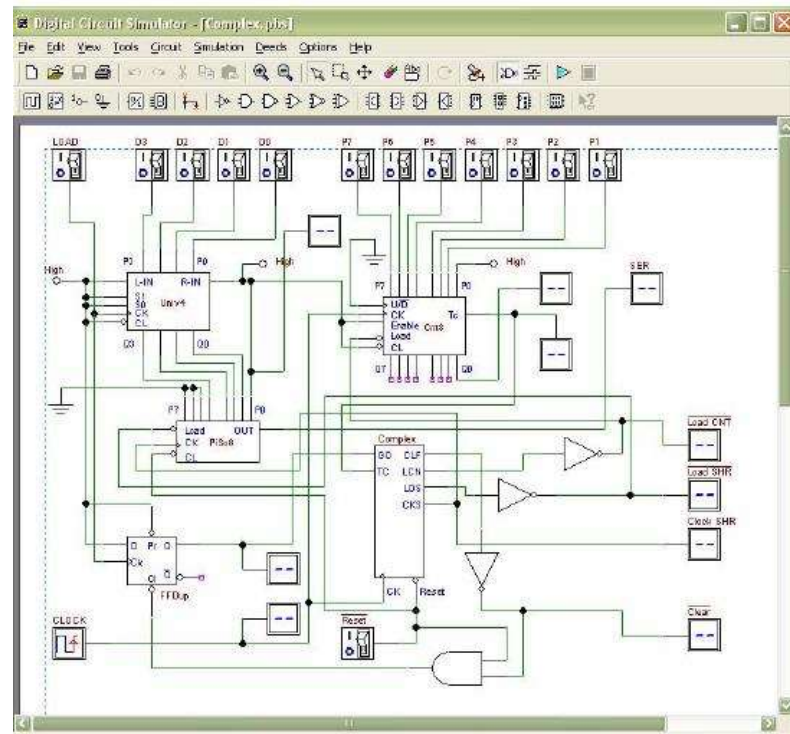 Digital Circuit Simulator - [Complex.pbs]
File Edit View Tools Circuit Simulation Deeds Options Help
LOAD D3 D2 D1 D0 P7 P6 P5 P4 P3 P2 P1
High P3 P0 High High SER
L-IN R-IN
S1
S0
CK
CL
Univ4
Q3 Q0
P7 P0
U/D
CK
Enable
Load
CL
Cnt8
Tc
Q7 Q0
P7 P0
Load OUT
CK PiSo8
CL
Complex
GO CLF
TC LCN
LDS
CKS
CK Reset
Load CNT
Load SHR
Clock SHR
Clear
D Pr Q
Ck Q
Cl
FFDup
CLOCK
Reset